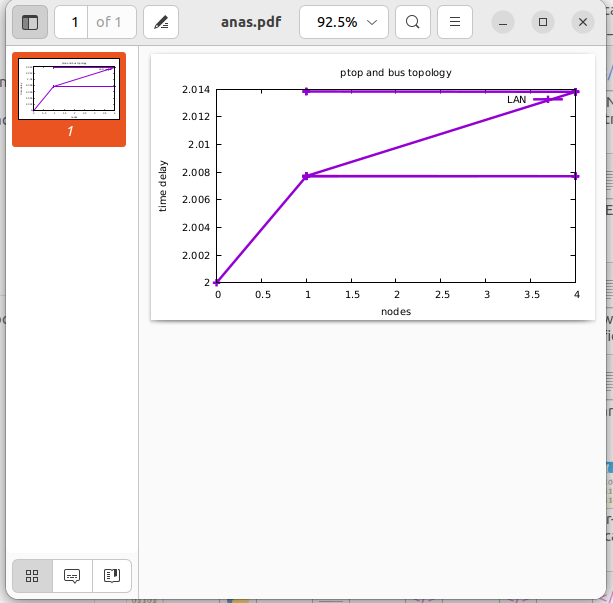 1 of 1
anas.pdf
92.5%
1
ptop and bus topology
2.014
LAN
2.012
2.01
2.008
2.006
2.004
2.002
2
time delay
0 0.5 1 1.5 2 2.5 3 3.5 4
nodes